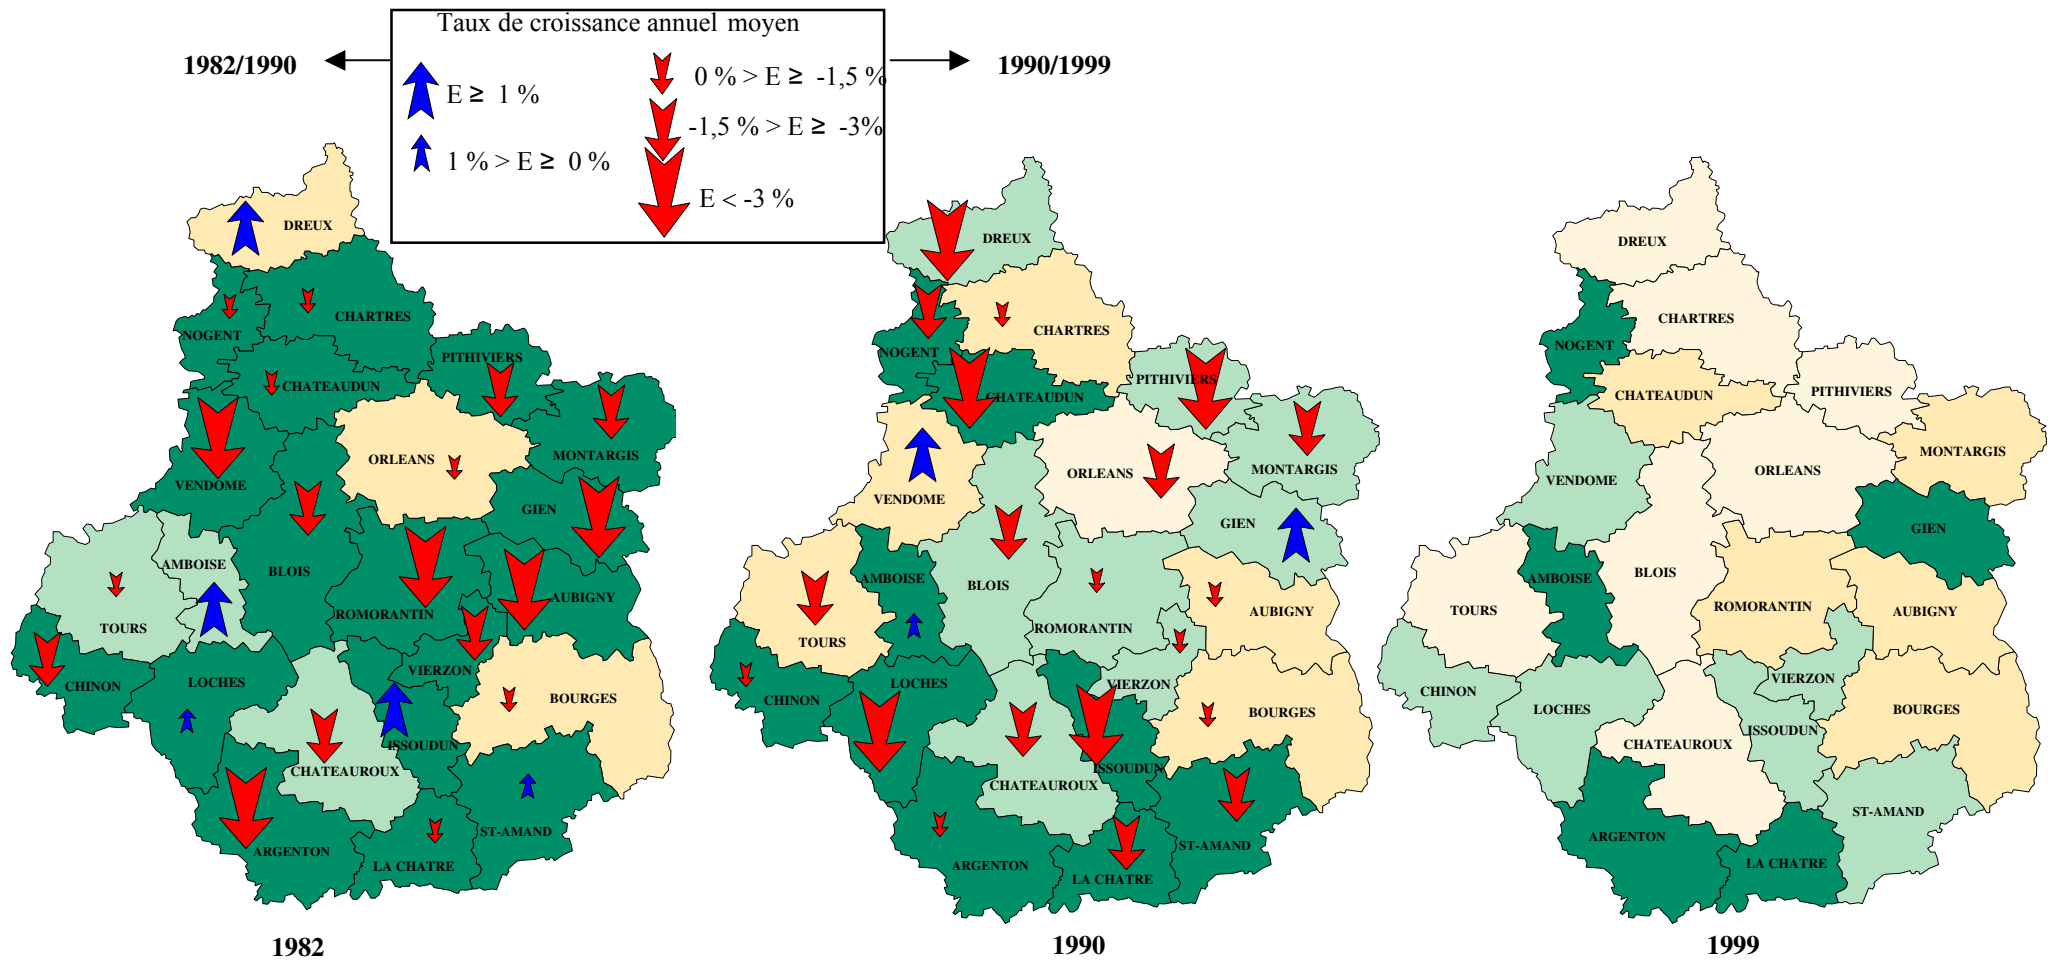 Taux de croissance annuel moyen
1982/1990
1990/1999
E ≥ 1 %
1 % > E ≥ 0 %
0 % > E ≥ -1,5 %
-1,5 % > E ≥ -3%
E < -3 %
DREUX
NOGENT
CHARTRES
CHATEAUDUN
PITHIVIERS
ORLEANS
MONTARGIS
VENDOME
GIEN
AMBOISE
BLOIS
ROMORANTIN
AUBIGNY
TOURS
CHINON
LOCHES
VIERZON
BOURGES
ISSOUDUN
CHATEAUROUX
ST-AMAND
ARGENTON
LA CHATRE
1982
DREUX
CHARTRES
NOGENT
PITHIVIERS
CHATEAUDUN
ORLEANS
MONTARGIS
VENDOME
GIEN
AMBOISE
BLOIS
AUBIGNY
ROMORANTIN
TOURS
CHINON
LOCHES
VIERZON
BOURGES
ISSOUDUN
CHATEAUROUX
ST-AMAND
ARGENTON
LA CHATRE
1990
DREUX
CHARTRES
NOGENT
PITHIVIERS
CHATEAUDUN
MONTARGIS
ORLEANS
VENDOME
GIEN
BLOIS
AMBOISE
ROMORANTIN
TOURS
AUBIGNY
VIERZON
CHINON
LOCHES
BOURGES
ISSOUDUN
CHATEAUROUX
ST-AMAND
ARGENTON
LA CHATRE
1999